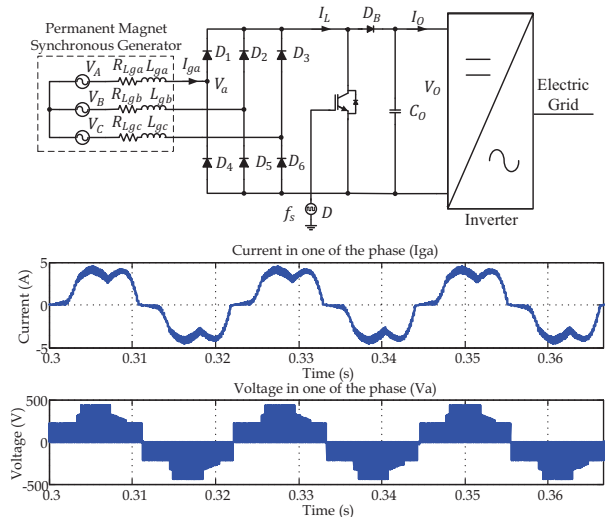 Permanent Magnet
Synchronous Generator
I_L D_B I_O
D_1 D_2 D_3
V_A R_Lga L_ga I_ga
V_a
V_B R_Lgb L_gb
V_C R_Lgc L_gc
V_O
C_O
Electric
Grid
D_4 D_5 D_6
f_s D
Inverter
Current in one of the phase (Iga)
Current (A)
5
0
-5
0.3 0.31 0.32 0.33 0.34 0.35 0.36
Time (s)
Voltage in one of the phase (Va)
Voltage (V)
500
0
-500
0.3 0.31 0.32 0.33 0.34 0.35 0.36
Time (s)